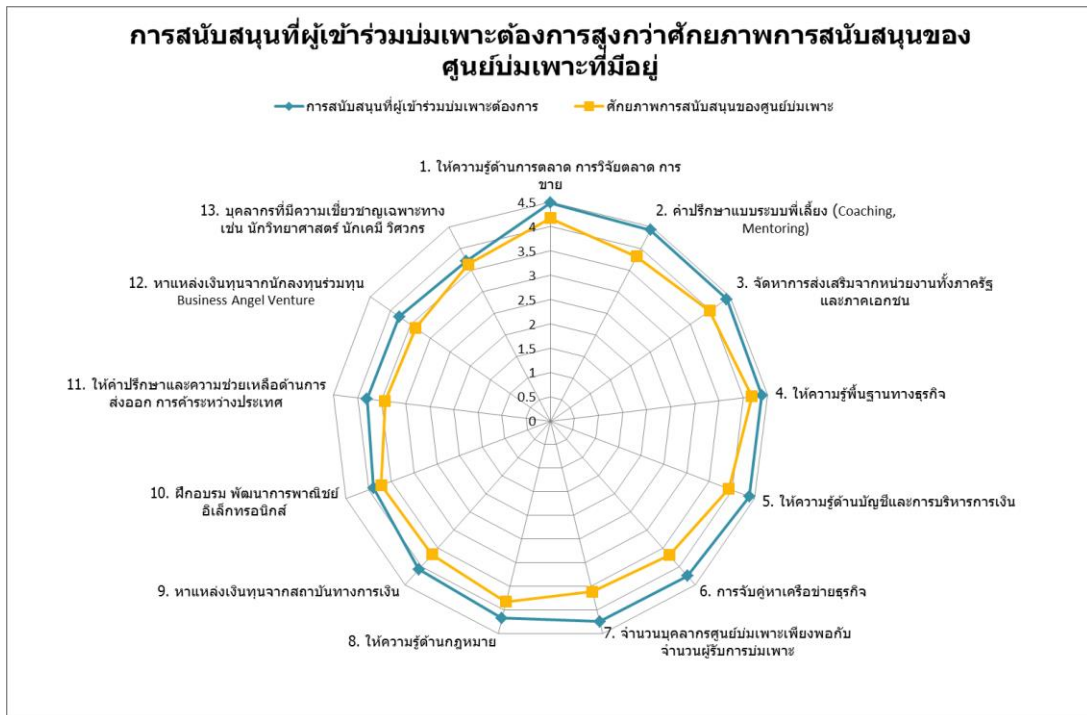 การสนับสนุนที่ผู้เข้าร่วมบ่มเพาะต้องการสูงกว่าศักยภาพการสนับสนุนของ
ศูนย์บ่มเพาะที่มีอยู่
การสนับสนุนที่ผู้เข้าร่วมบ่มเพาะต้องการ
ศักยภาพการสนับสนุนของศูนย์บ่มเพาะ
1. ให้ความรู้ด้านการตลาด การวิจัยตลาด การ
ขาย
2. ค่าปรึกษาแบบระบบพี่เลี้ยง (Coaching,
Mentoring)
3. จัดหาการส่งเสริมจากหน่วยงานทั้งภาครัฐ
และภาคเอกชน
4. ให้ความรู้พื้นฐานทางธุรกิจ
5. ให้ความรู้ด้านบัญชีและการบริหารการเงิน
6. การจับคู่หาเครือข่ายธุรกิจ
7. จำนวนบุคลากรศูนย์บ่มเพาะเพียงพอกับ
จำนวนผู้รับการบ่มเพาะ
8. ให้ความรู้ด้านกฎหมาย
9. หาแหล่งเงินทุนจากสถาบันทางการเงิน
10. ฝึกอบรม พัฒนาการพาณิชย์
อิเล็กทรอนิกส์
11. ให้ค่าปรึกษาและความช่วยเหลือด้านการ
ส่งออก การค้าระหว่างประเทศ
12. หาแหล่งเงินทุนจากนักลงทุนร่วมทุน
Business Angel Venture
13. บุคลากรที่มีความเชี่ยวชาญเฉพาะทาง
เช่น นักวิทยาศาสตร์ นักเคมี วิศวกร
4.5
4
3.5
3
2.5
2
1.5
1
0.5
0